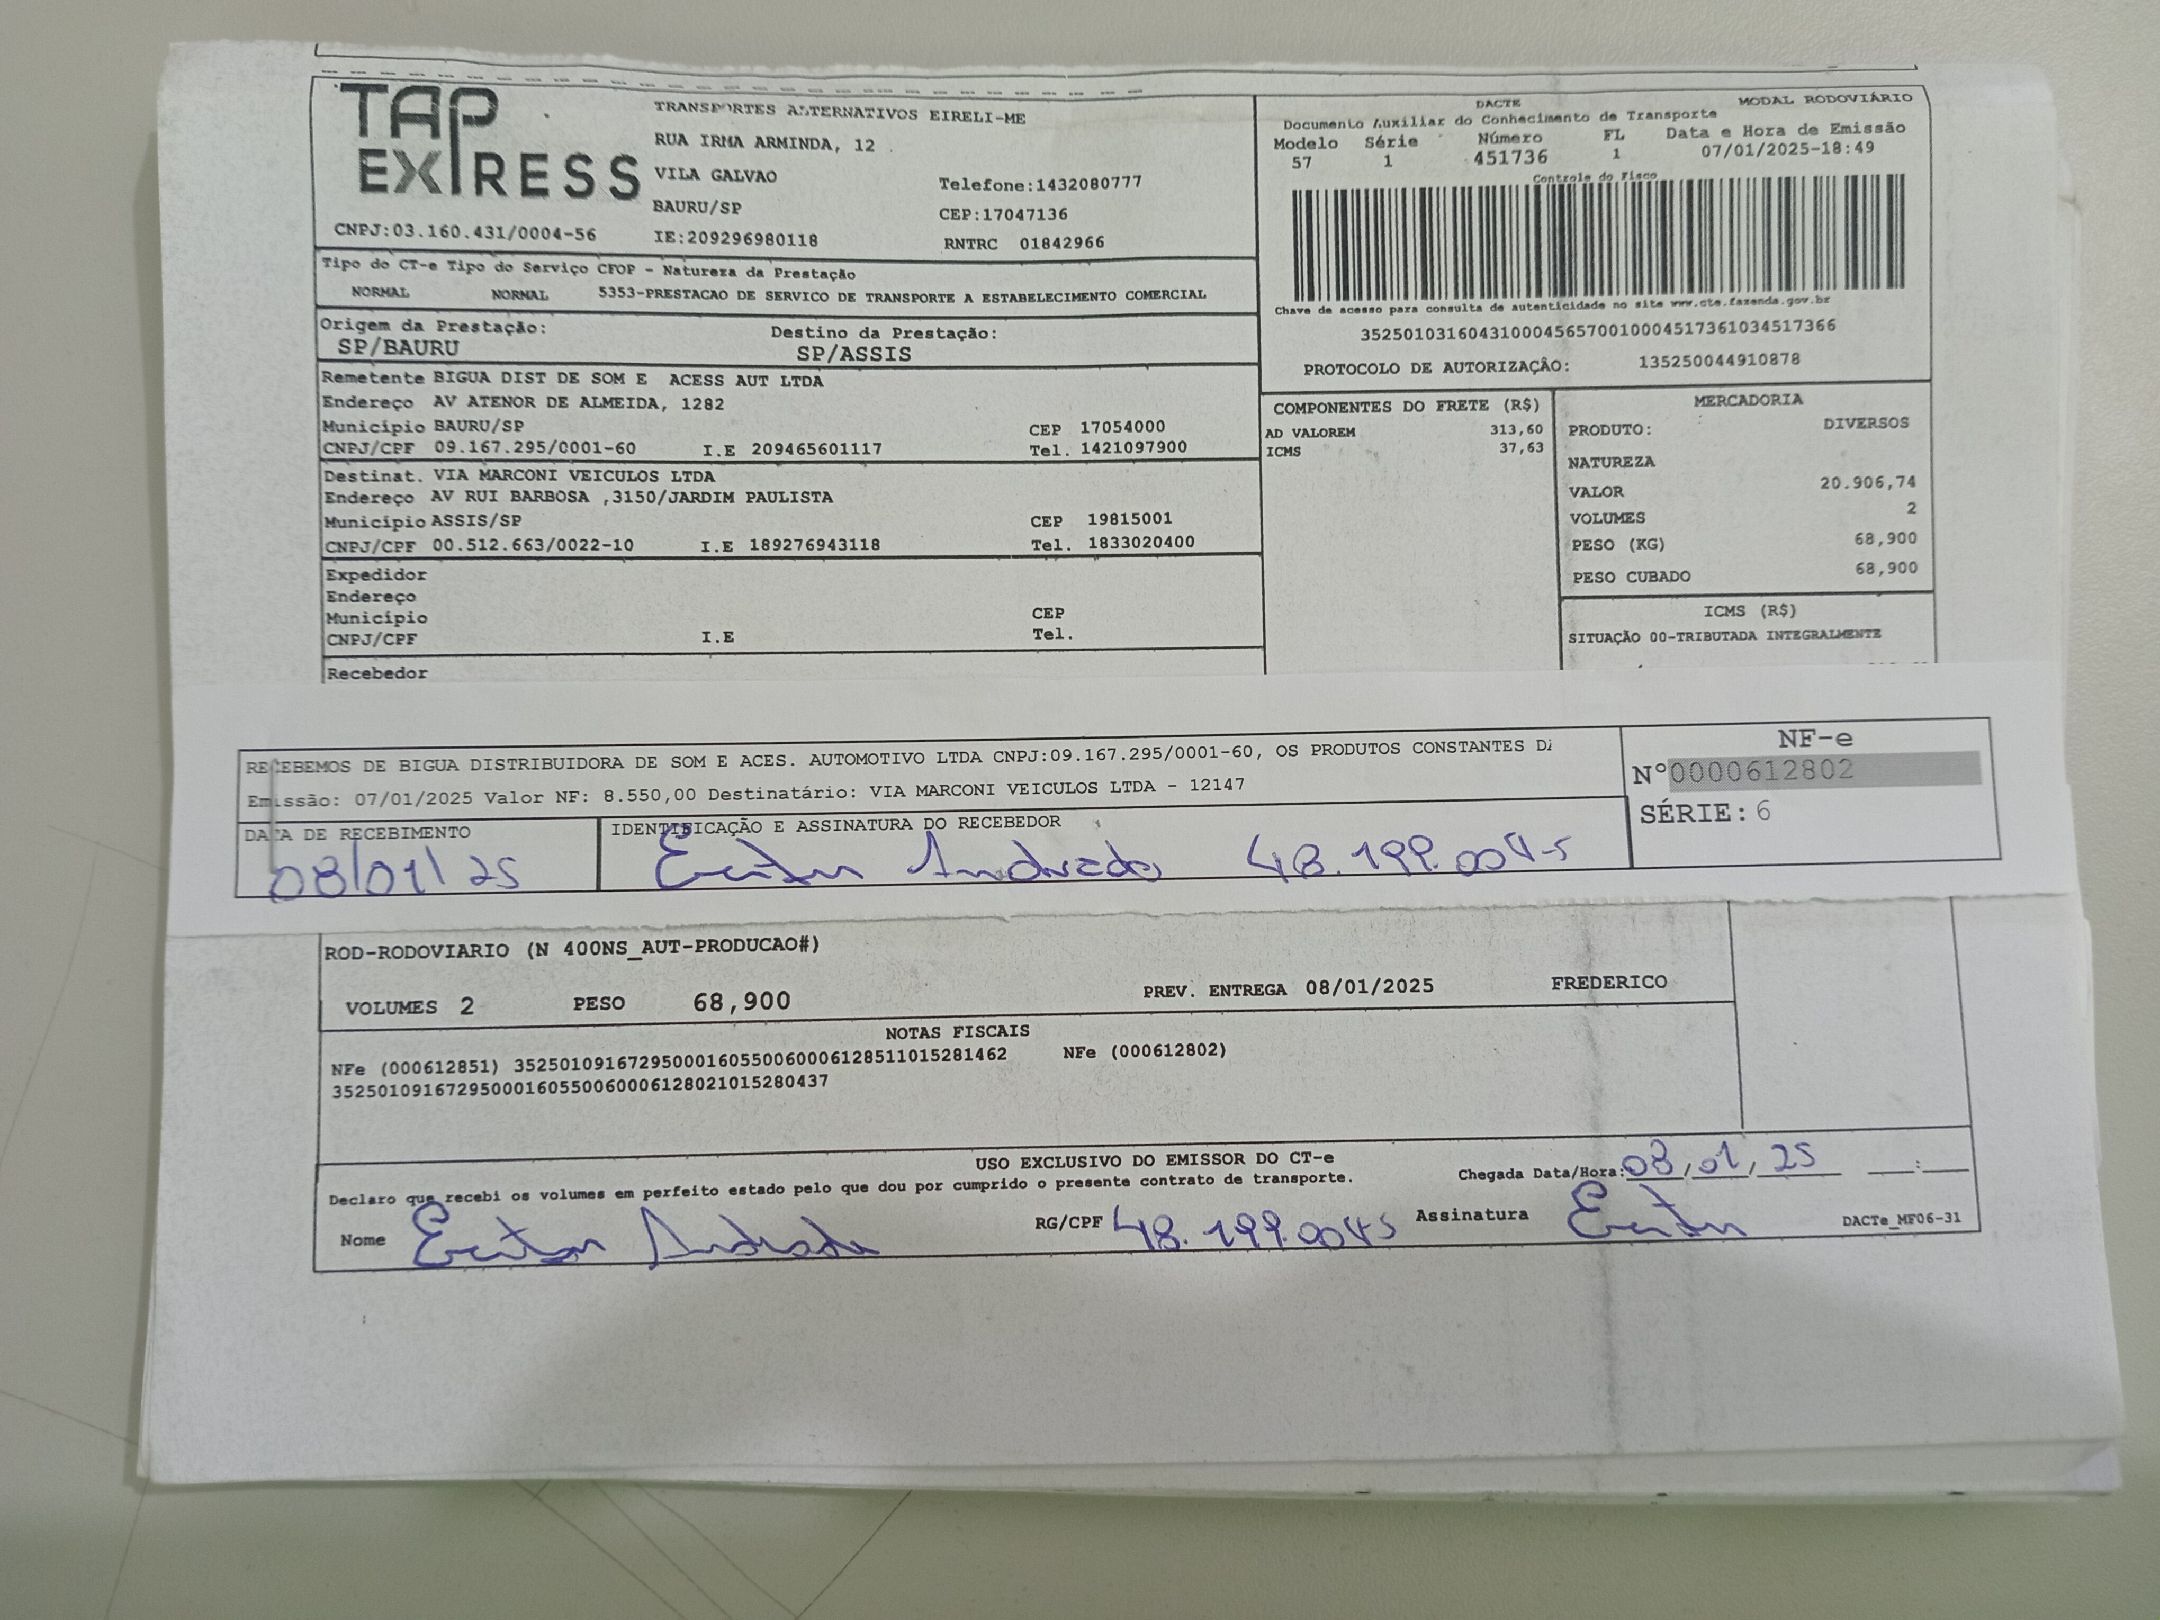 TAP EXPRESS
TRANSPORTES ALTERNATIVOS EIRELI-ME
RUA IRMA ARMINDA, 12
VILA GALVAO
Telefone:1432080777
BAURU/SP
CEP:17047136
CNPJ:03.160.431/0004-56
IE:209296980118
RNTRC 01842966
DACTE
MODAL RODOVIÁRIO
Documento Auxiliar do Conhecimento de Transporte
Modelo Série Número FL Data e Hora de Emissão
57 1 451736 1 07/01/2025-18:49
Controle do Fisco
Chave de acesso para consulta de autenticidade no site www.cte.fazenda.gov.br
35250103160431000456570010004517361034517366
PROTOCOLO DE AUTORIZAÇÂO: 135250044910878
Tipo do CT-e Tipo do Serviço CFOP - Natureza da Prestação
NORMAL NORMAL 5353-PRESTACAO DE SERVICO DE TRANSPORTE A ESTABELECIMENTO COMERCIAL
Origem da Prestação: Destino da Prestação:
SP/BAURU SP/ASSIS
Remetente BIGUA DIST DE SOM E ACESS AUT LTDA
Endereço AV ATENOR DE ALMEIDA, 1282
Município BAURU/SP CEP 17054000
CNPJ/CPF 09.167.295/0001-60 I.E 209465601117 Tel. 1421097900
Destinat. VIA MARCONI VEICULOS LTDA
Endereço AV RUI BARBOSA ,3150/JARDIM PAULISTA
Município ASSIS/SP CEP 19815001
CNPJ/CPF 00.512.663/0022-10 I.E 189276943118 Tel. 1833020400
Expedidor
Endereço
Município CEP
CNPJ/CPF I.E Tel.
Recebedor
COMPONENTES DO FRETE (R$)
AD VALOREM 313,60
ICMS 37,63
MERCADORIA
PRODUTO: DIVERSOS
NATUREZA
VALOR 20.906,74
VOLUMES 2
PESO (KG) 68,900
PESO CUBADO 68,900
ICMS (R$)
SITUAÇÃO 00-TRIBUTADA INTEGRALMENTE
RECEBEMOS DE BIGUA DISTRIBUIDORA DE SOM E ACES. AUTOMOTIVO LTDA CNPJ:09.167.295/0001-60, OS PRODUTOS CONSTANTES
Emissão: 07/01/2025 Valor NF: 8.550,00 Destinatário: VIA MARCONI VEICULOS LTDA - 12147
NF-e
Nº0000612802
SÉRIE: 6
DATA DE RECEBIMENTO
IDENTIFICAÇÃO E ASSINATURA DO RECEBEDOR
08/01/25
Andrade
ROD-RODOVIARIO (N 400NS_AUT-PRODUCAO#)
VOLUMES 2 PESO 68,900 PREV. ENTREGA 08/01/2025 FREDERICO
NOTAS FISCAIS
NFe (000612851) 35250109167295000160550060006128511015281462 NFe (000612802)
35250109167295000160550060006128021015280437
USO EXCLUSIVO DO EMISSOR DO CT-e
Declaro que recebi os volumes em perfeito estado pelo que dou por cumprido o presente contrato de transporte.
Chegada Data/Hora: 08/01/25 :
Nome Andrade RG/CPF Assinatura
DACTe_MF06-31